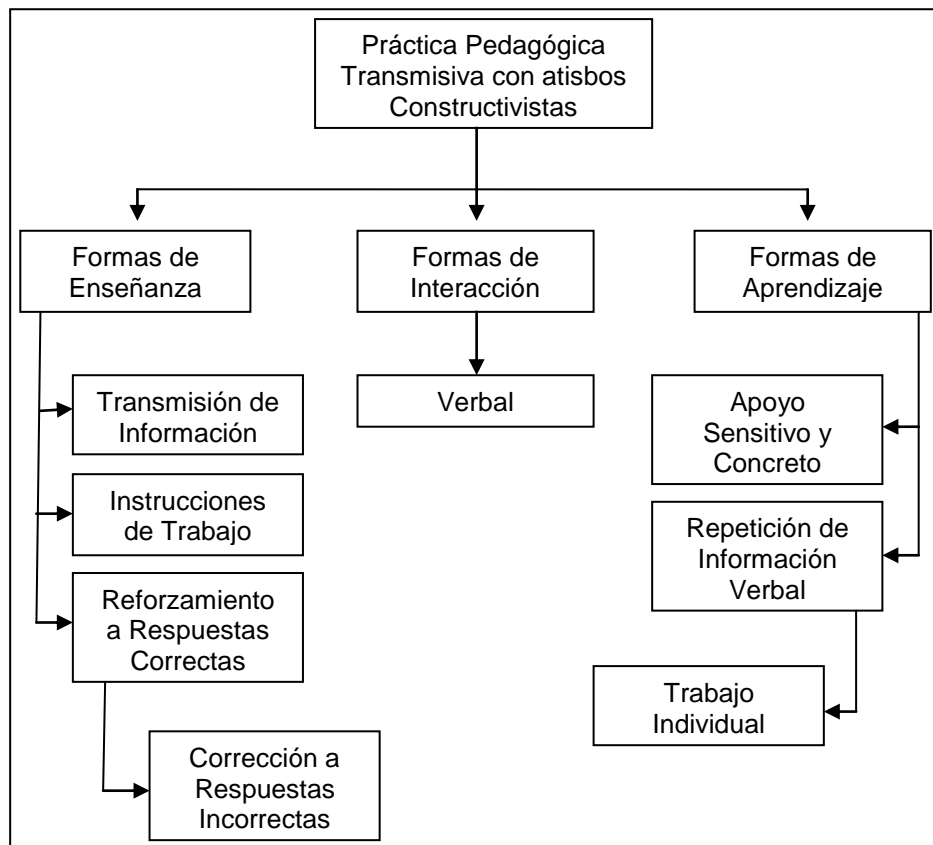 Práctica Pedagógica
Transmisiva con atisbos
Constructivistas
Formas de
Enseñanza
Formas de
Interacción
Formas de
Aprendizaje
Transmisión de
Información
Instrucciones
de Trabajo
Reforzamiento
a Respuestas
Correctas
Corrección a
Respuestas
Incorrectas
Verbal
Apoyo
Sensitivo y
Concreto
Repetición de
Información
Verbal
Trabajo
Individual